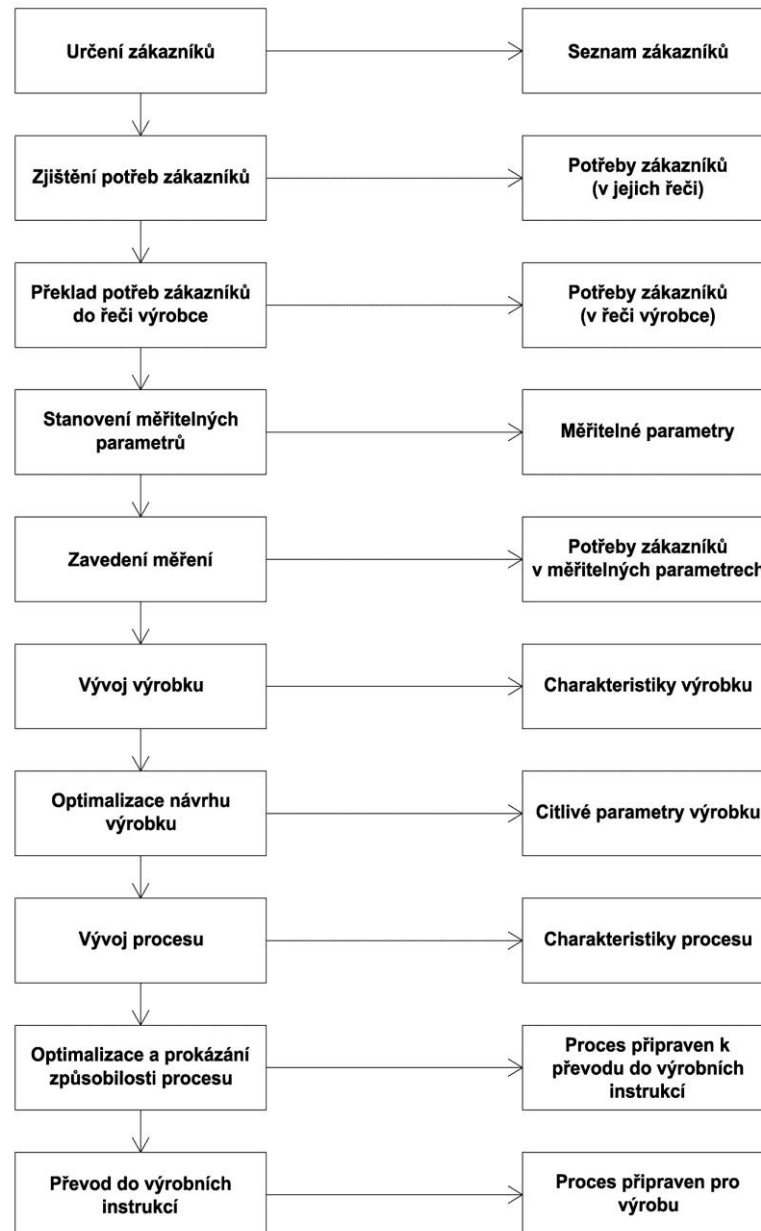 Určení zákazníků
Seznam zákazníků
Zjištění potřeb zákazníků
Potřeby zákazníků
(v jejich řeči)
Překlad potřeb zákazníků
do řeči výrobce
Potřeby zákazníků
(v řeči výrobce)
Stanovení měřitelných
parametrů
Měřitelné parametry
Zavedení měření
Potřeby zákazníků
v měřitelných parametrech
Vývoj výrobku
Charakteristiky výrobku
Optimalizace návrhu
výrobku
Citlivé parametry výrobku
Vývoj procesu
Charakteristiky procesu
Optimalizace a prokázání
způsobilosti procesu
Proces připraven k
převodu do výrobních
instrukcí
Převod do výrobních
instrukcí
Proces připraven pro
výrobu